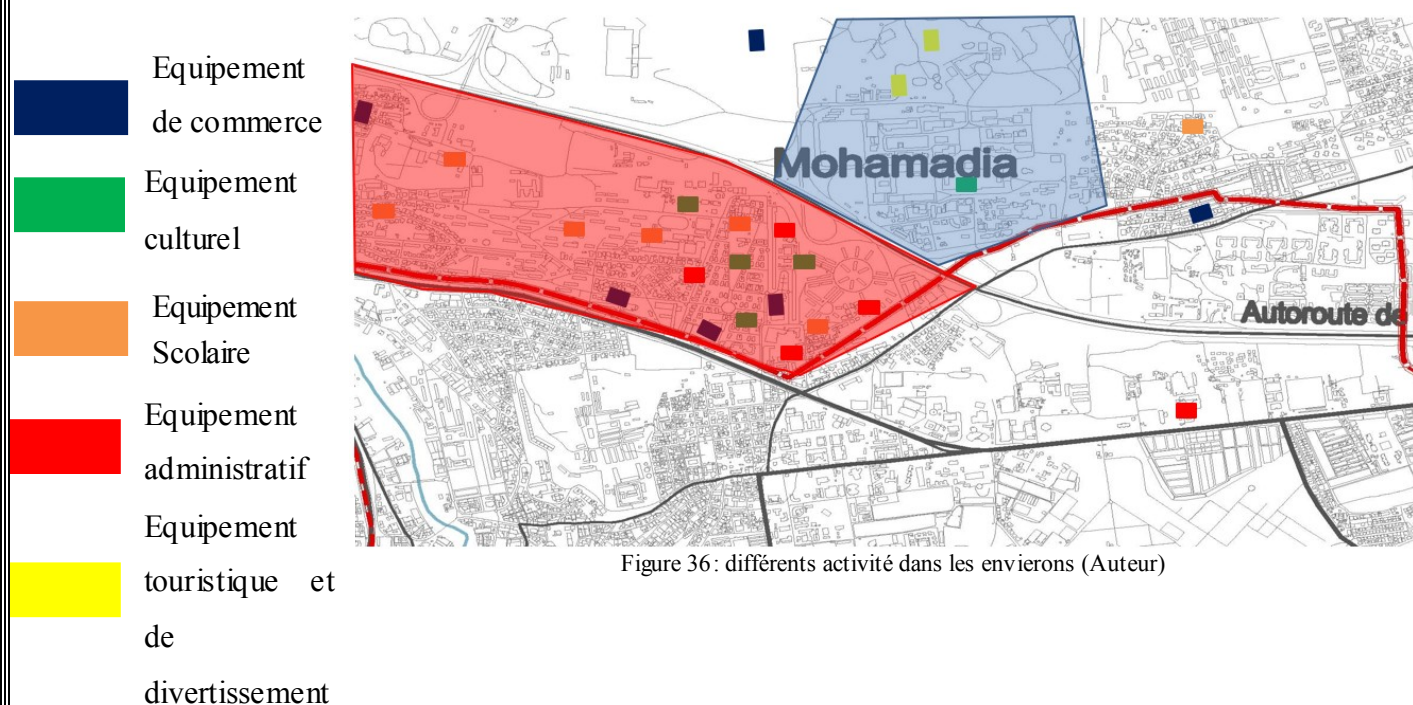 Equipement
de commerce
Equipement
culturel
Equipement
Scolaire
Equipement
administratif
Equipement
touristique et
de
divertissement
Mohamadia
Autoroute de
Figure 36: différents activité dans les envierons (Auteur)